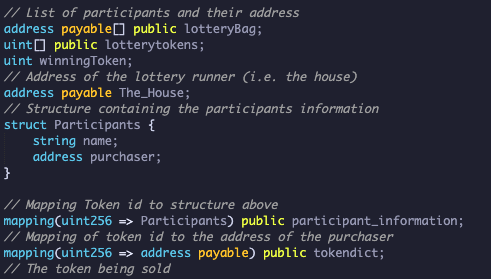 // List of participants and their address
address payable[] public lotteryBag;
uint[] public lotterytokens;
uint winningToken;
// Address of the lottery runner (i.e. the house)
address payable The_House;
// Structure containing the participants information
struct Participants {
    string name;
    address purchaser;
}

// Mapping Token id to structure above
mapping(uint256 => Participants) public participant_information;
// Mapping of token id to the address of the purchaser
mapping(uint256 => address payable) public tokendict;
// The token being sold